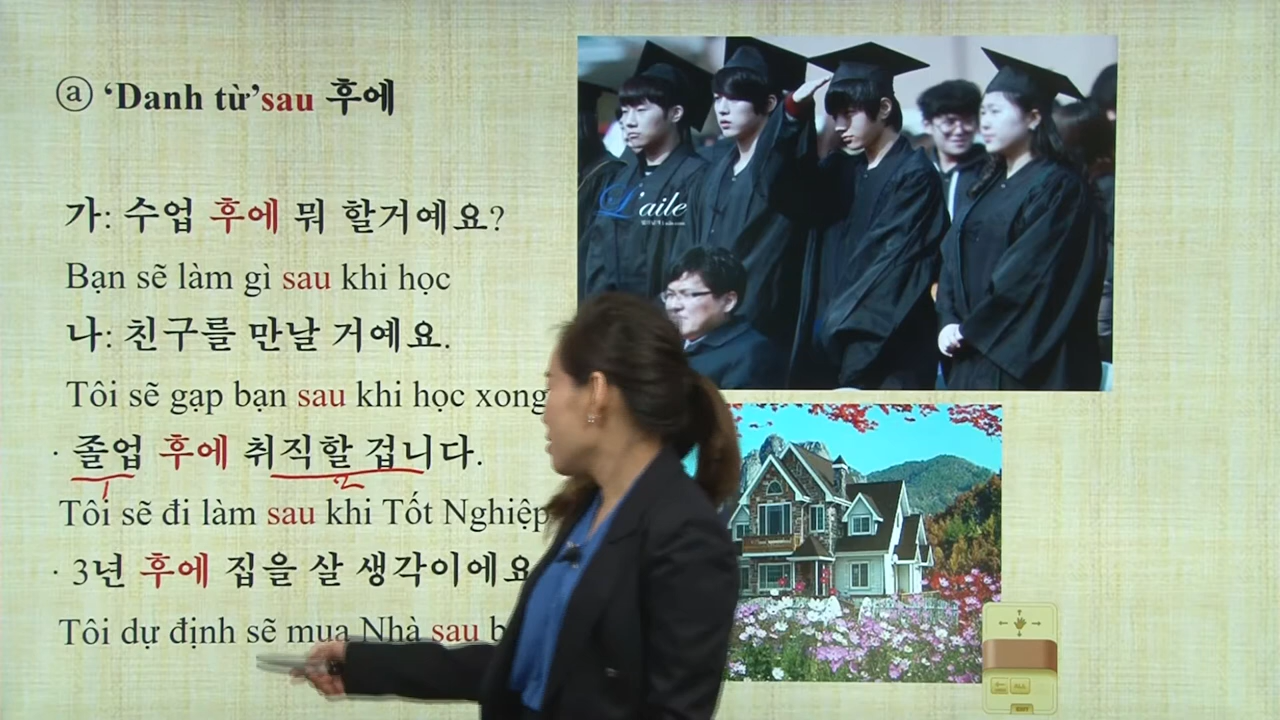 ⓐ ‘Danh từ’sau 후에
가: 수업 후에 뭐 할거예요?
Bạn sẽ làm gì sau khi học
나: 친구를 만날 거예요.
Tôi sẽ gạp bạn sau khi học xong
· 졸업 후에 취직할 겁니다.
1 2
Tôi sẽ đi làm sau khi Tốt Nghiệp
· 3년 후에 집을 살 생각이에요
Tôi dự định sẽ mua Nhà sau
L'aile
EXIT